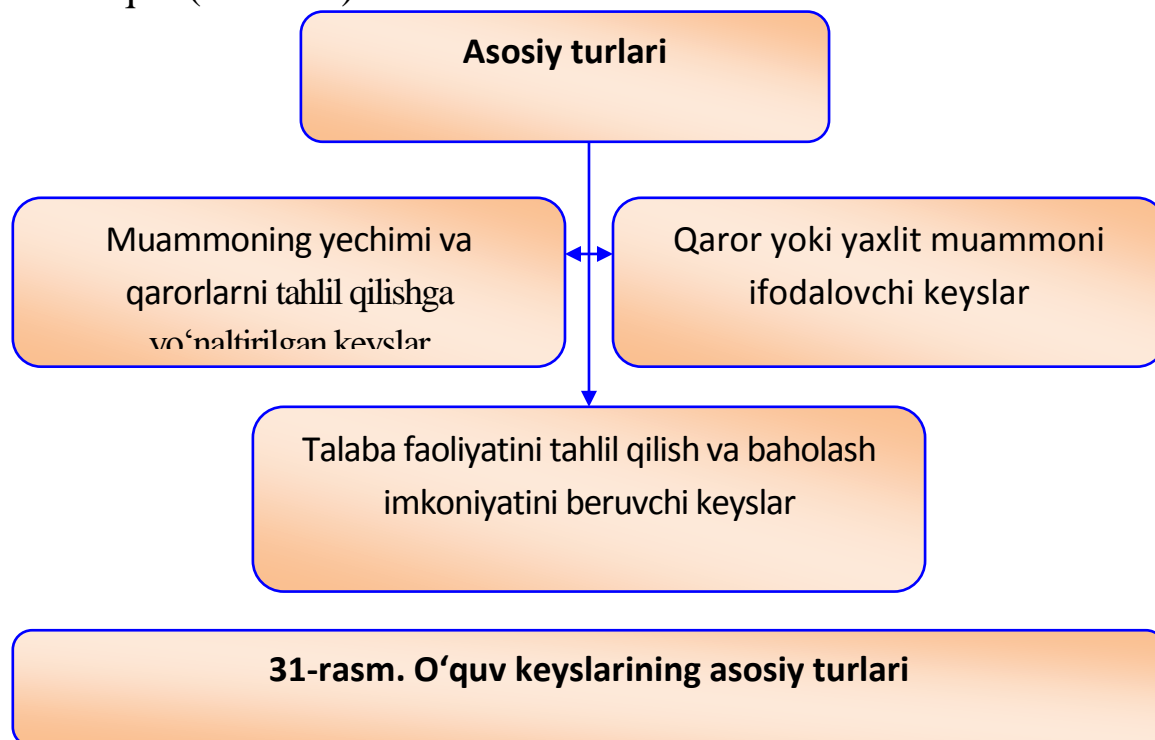 Asosiy turlari
Muammoning yechimi va
qarorlarni tahlil qilishga
yo‘naltirilgan keyslar
Qaror yoki yaxlit muammoni
ifodalovchi keyslar
Talaba faoliyatini tahlil qilish va baholash
imkoniyatini beruvchi keyslar
31-rasm. O‘quv keyslarining asosiy turlari